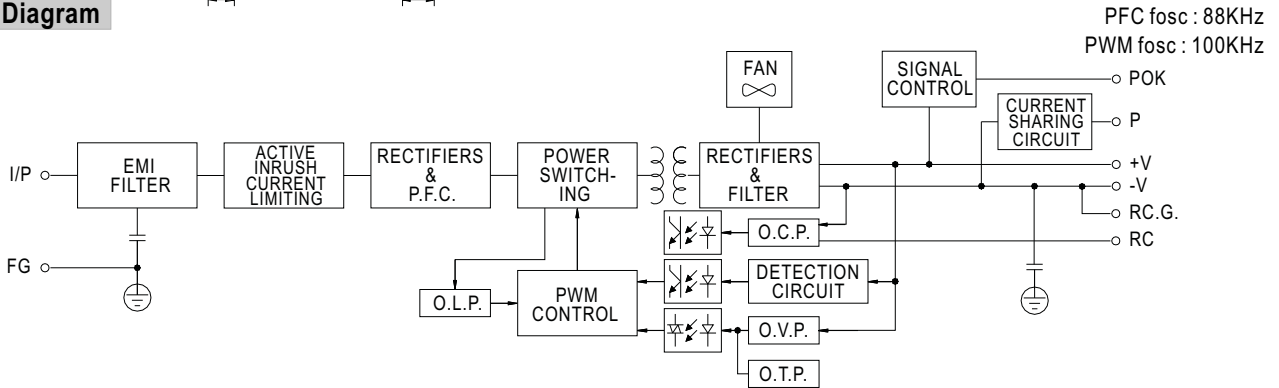 Diagram
PFC fosc : 88KHz
PWM fosc : 100KHz
FAN
SIGNAL
CONTROL
POK
CURRENT
SHARING
CIRCUIT
P
I/P
EMI
FILTER
ACTIVE
INRUSH
CURRENT
LIMITING
RECTIFIERS
&
P.F.C.
POWER
SWITCH-
ING
RECTIFIERS
&
FILTER
+V
-V
RC.G.
RC
O.C.P.
FG
O.L.P.
PWM
CONTROL
DETECTION
CIRCUIT
O.V.P.
O.T.P.